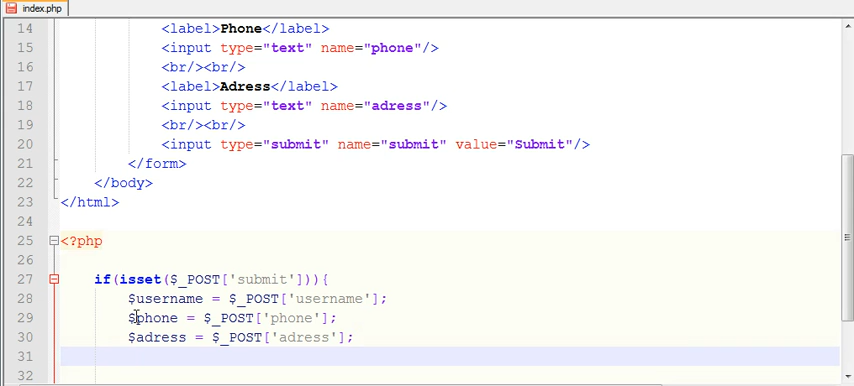 index.php
14 <label>Phone</label>
15 <input type="text" name="phone"/>
16 <br/><br/>
17 <label>Adress</label>
18 <input type="text" name="adress"/>
19 <br/><br/>
20 <input type="submit" name="submit" value="Submit"/>
21 </form>
22 </body>
23 </html>
24
25 <?php
26
27 if(isset($_POST['submit'])){
28 $username = $_POST['username'];
29 $phone = $_POST['phone'];
30 $adress = $_POST['adress'];
31
32